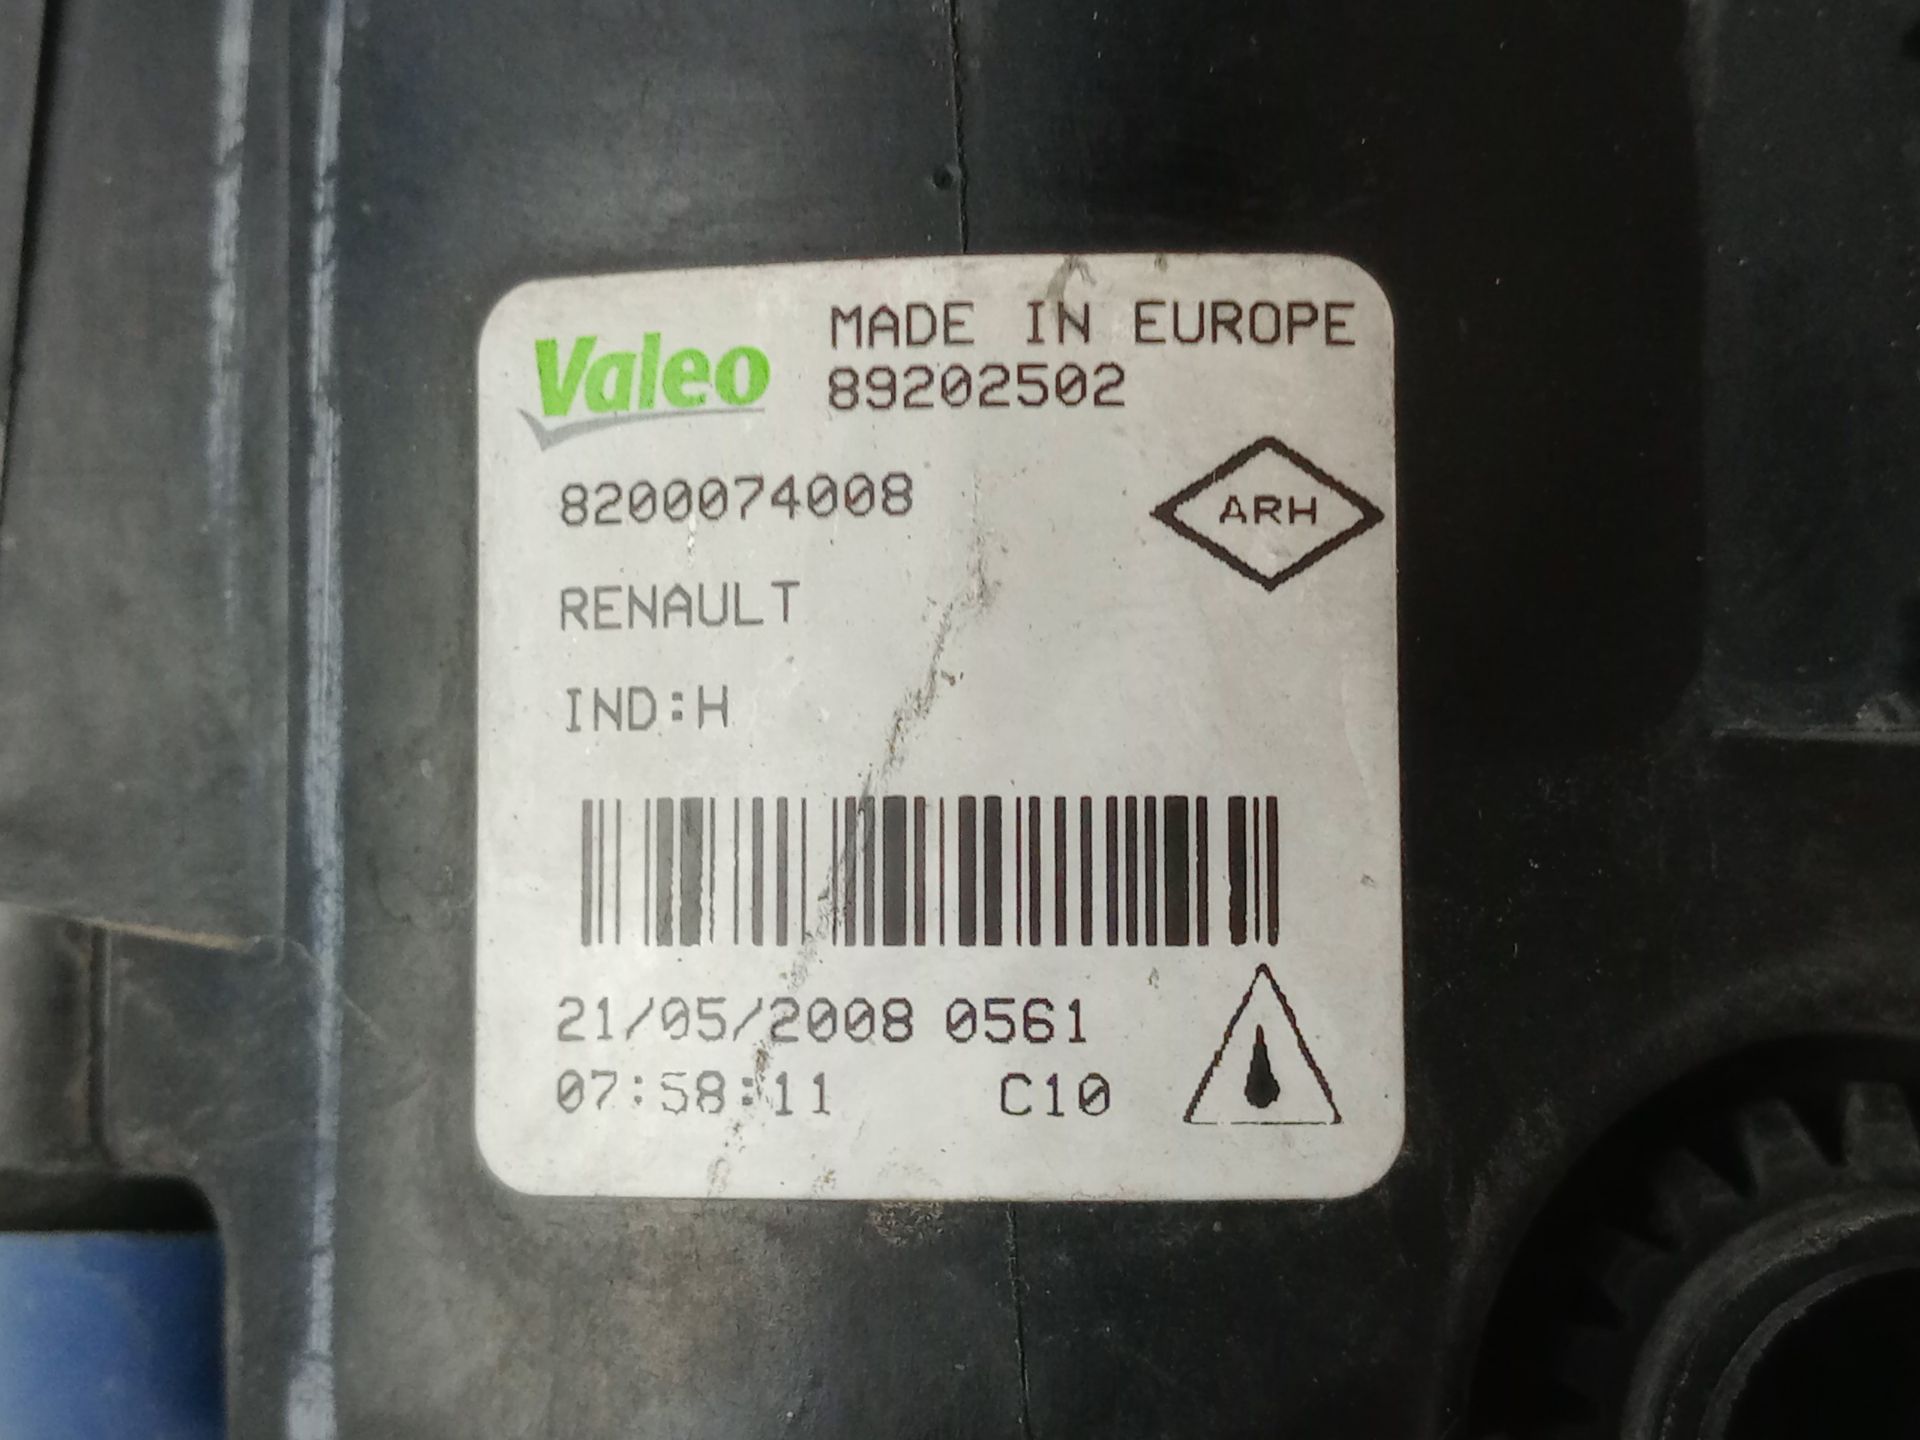 Valeo MADE IN EUROPE
89202502
8200074008
ARH
RENAULT
IND:H
21/05/2008 0561
07:58:11 C10